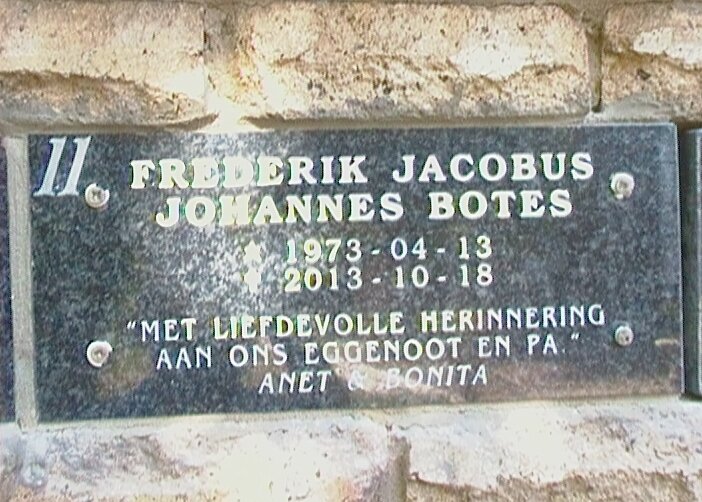 11
FREDERIK JACOBUS
JOHANNES BOTES
★ 1973-04-13
✝ 2013-10-18
"MET LIEFDEVOLLE HERINNERING
AAN ONS EGGENOOT EN PA."
ANET & BONITA